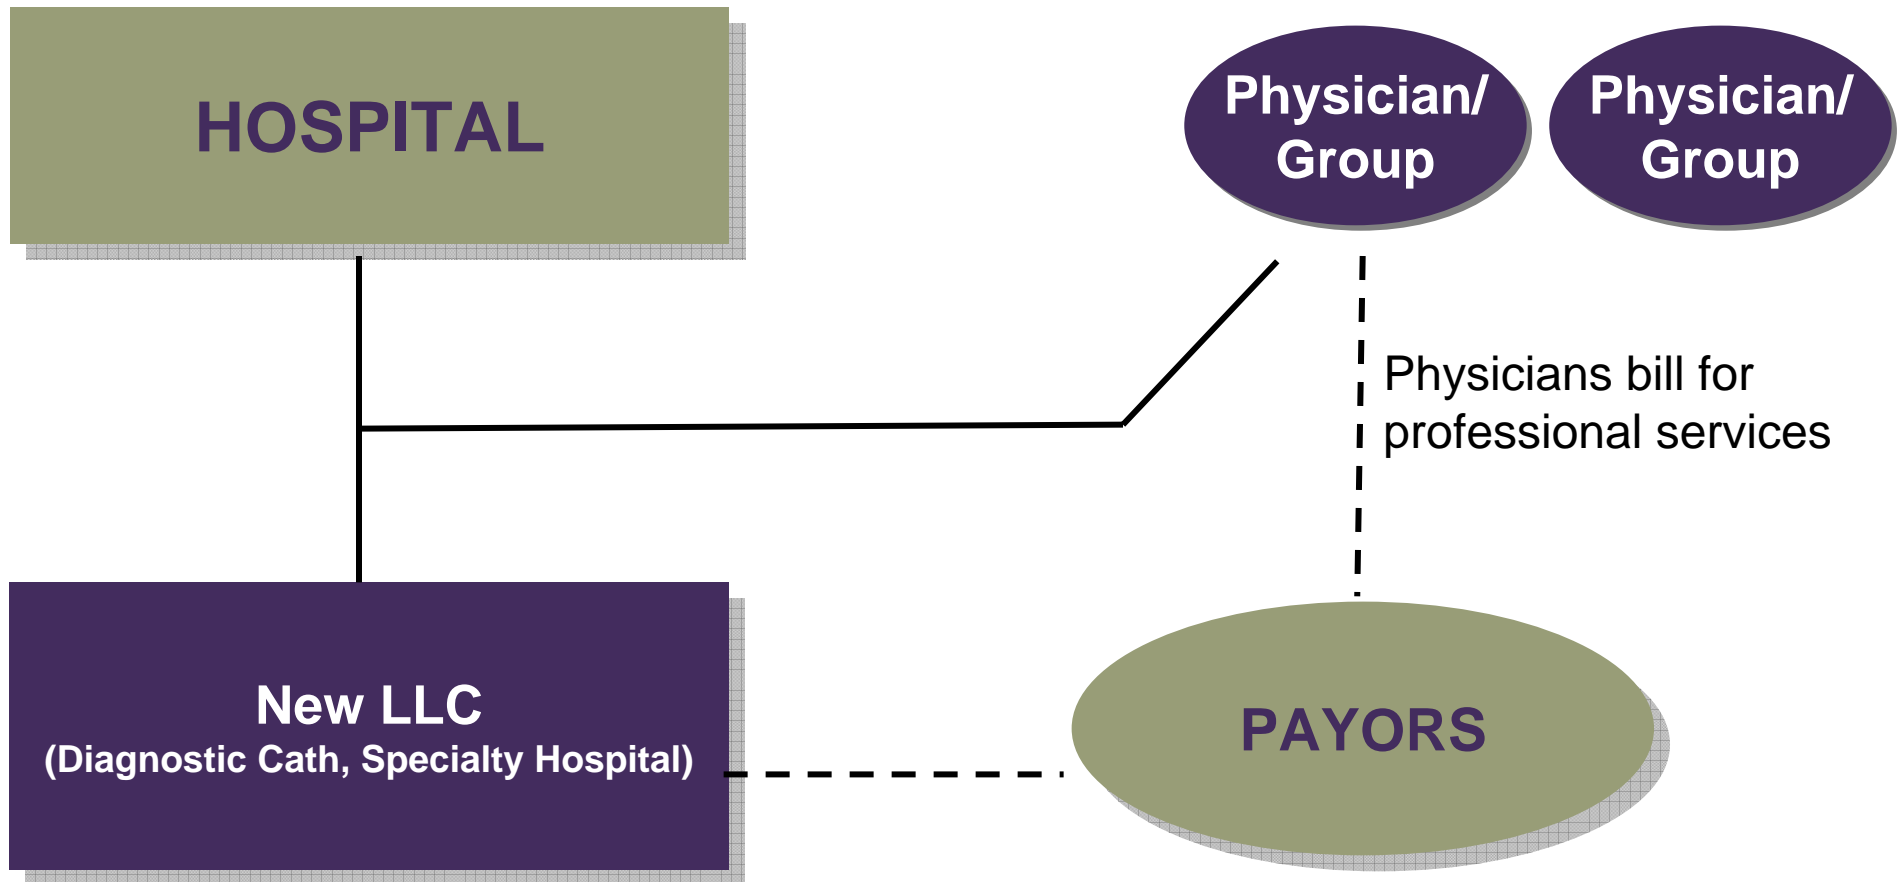 HOSPITAL
Physician/
Group
Physician/
Group
Physicians bill for
professional services
New LLC
(Diagnostic Cath, Specialty Hospital)
PAYORS